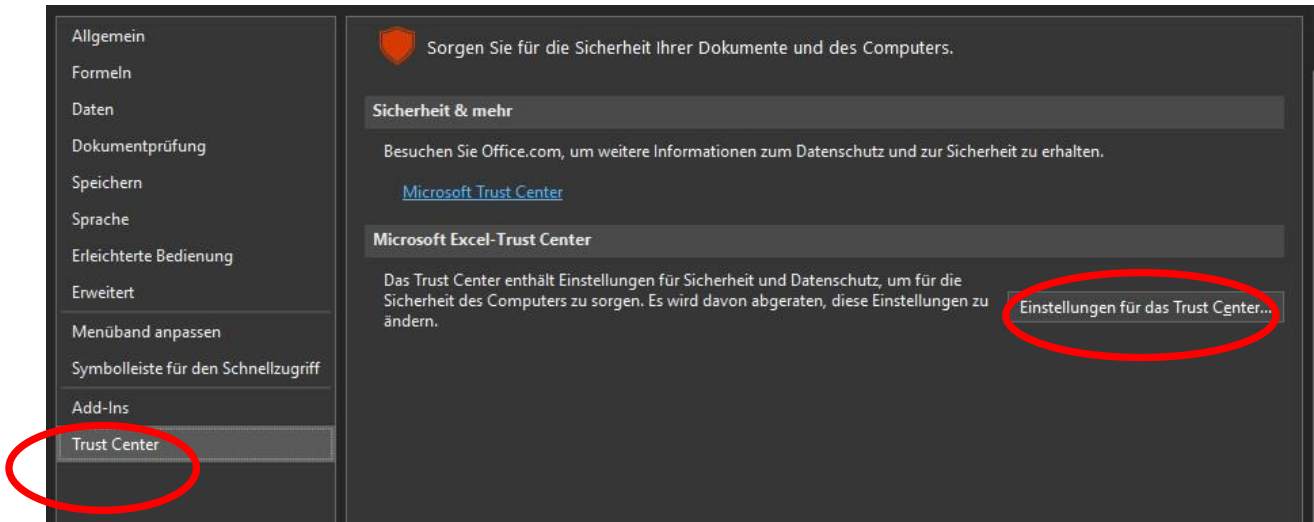 Allgemein
Formeln
Daten
Dokumentprüfung
Speichern
Sprache
Erleichterte Bedienung
Erweitert
Menüband anpassen
Symbolleiste für den Schnellzugriff
Add-Ins
Trust Center
Sorgen Sie für die Sicherheit Ihrer Dokumente und des Computers.
Sicherheit & mehr
Besuchen Sie Office.com, um weitere Informationen zum Datenschutz und zur Sicherheit zu erhalten.
Microsoft Trust Center
Microsoft Excel-Trust Center
Das Trust Center enthält Einstellungen für Sicherheit und Datenschutz, um für die
Sicherheit des Computers zu sorgen. Es wird davon abgeraten, diese Einstellungen zu
ändern.
Einstellungen für das Trust Center...